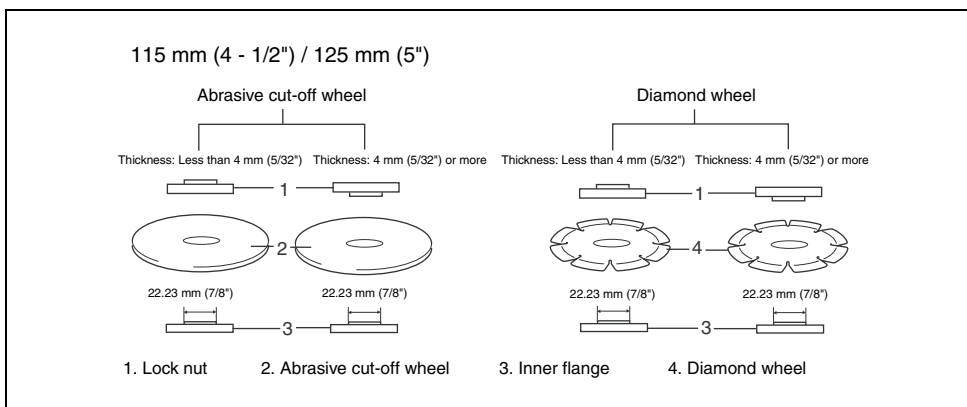 115 mm (4 - 1/2") / 125 mm (5")
Abrasive cut-off wheel
Diamond wheel
Thickness: Less than 4 mm (5/32") Thickness: 4 mm (5/32") or more
Thickness: Less than 4 mm (5/32") Thickness: 4 mm (5/32") or more
1
1
2
4
22.23 mm (7/8") 22.23 mm (7/8")
22.23 mm (7/8") 22.23 mm (7/8")
3
3
1. Lock nut 2. Abrasive cut-off wheel 3. Inner flange 4. Diamond wheel